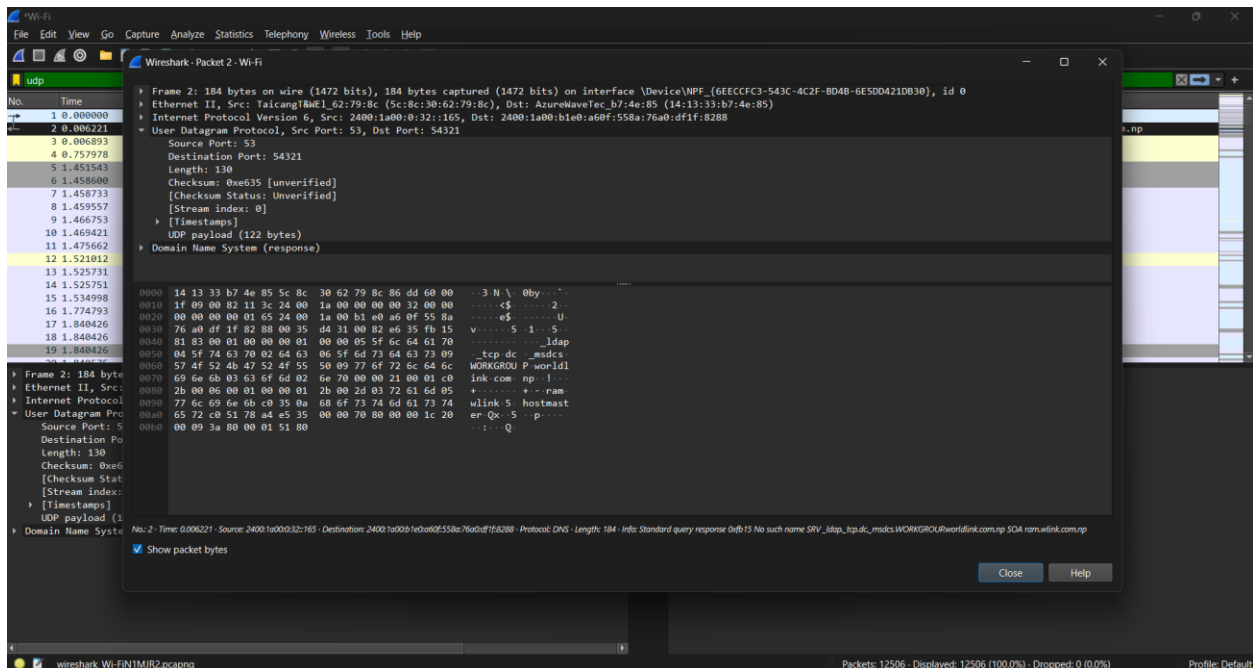 *Wi-Fi
File Edit View Go Capture Analyze Statistics Telephony Wireless Tools Help
udp
No. Time
1 0.000000
2 0.006221
3 0.006893
4 0.757978
5 1.451543
6 1.458600
7 1.458733
8 1.459557
9 1.466753
10 1.469421
11 1.475662
12 1.521012
13 1.525731
14 1.525751
15 1.534998
16 1.774793
17 1.840426
18 1.840426
19 1.840426
m.np
Wireshark · Packet 2 · Wi-Fi
Frame 2: 184 bytes on wire (1472 bits), 184 bytes captured (1472 bits) on interface \Device\NPF_{6EECCFC3-543C-4C2F-BD4B-6E5DD421DB30}, id 0
Ethernet II, Src: TaicangT&WEl_62:79:8c (5c:8c:30:62:79:8c), Dst: AzureWaveTec_b7:4e:85 (14:13:33:b7:4e:85)
Internet Protocol Version 6, Src: 2400:1a00:0:32::165, Dst: 2400:1a00:b1e0:a60f:558a:76a0:df1f:8288
User Datagram Protocol, Src Port: 53, Dst Port: 54321
Source Port: 53
Destination Port: 54321
Length: 130
Checksum: 0xe635 [unverified]
[Checksum Status: Unverified]
[Stream index: 0]
[Timestamps]
UDP payload (122 bytes)
Domain Name System (response)
0000 14 13 33 b7 4e 85 5c 8c 30 62 79 8c 86 dd 60 00 ··3·N·\· 0by···`·
0010 1f 09 00 82 11 3c 24 00 1a 00 00 00 00 32 00 00 ·····<$· ·····2··
0020 00 00 00 00 01 65 24 00 1a 00 b1 e0 a6 0f 55 8a ·····e$· ······U·
0030 76 a0 df 1f 82 88 00 35 d4 31 00 82 e6 35 fb 15 v······5 ·1···5··
0040 81 83 00 01 00 00 00 01 00 00 05 5f 6c 64 61 70 ········ ···_ldap
0050 04 5f 74 63 70 02 64 63 06 5f 6d 73 64 63 73 09 ·_tcp·dc ·_msdcs·
0060 57 4f 52 4b 47 52 4f 55 50 09 77 6f 72 6c 64 6c WORKGROU P·worldl
0070 69 6e 6b 03 63 6f 6d 02 6e 70 00 00 21 00 01 c0 ink·com· np··!···
0080 2b 00 06 00 01 00 00 01 2b 00 2d 03 72 61 6d 05 +······· +·-·ram·
0090 77 6c 69 6e 6b c0 35 0a 68 6f 73 74 6d 61 73 74 wlink·5· hostmast
00a0 65 72 c0 51 78 a4 e5 35 00 00 70 80 00 00 1c 20 er·Qx··5 ··p····
00b0 00 09 3a 80 00 01 51 80 ··:···Q·
No.: 2 · Time: 0.006221 · Source: 2400:1a00:0:32::165 · Destination: 2400:1a00:b1e0:a60f:558a:76a0:df1f:8288 · Protocol: DNS · Length: 184 · Info: Standard query response 0xfb15 No such name SRV _ldap._tcp.dc._msdcs.WORKGROUP.worldlink.com.np SOA ram.wlink.com.np
Show packet bytes
Close Help
Frame 2: 184 byte
Ethernet II, Src:
Internet Protocol
User Datagram Pro
Source Port: 5
Destination Po
Length: 130
Checksum: 0xe6
[Checksum Stat
[Stream index:
[Timestamps]
UDP payload (1
Domain Name Syste
wireshark_Wi-FiN1MJR2.pcapng
Packets: 12506 · Displayed: 12506 (100.0%) · Dropped: 0 (0.0%)
Profile: Default